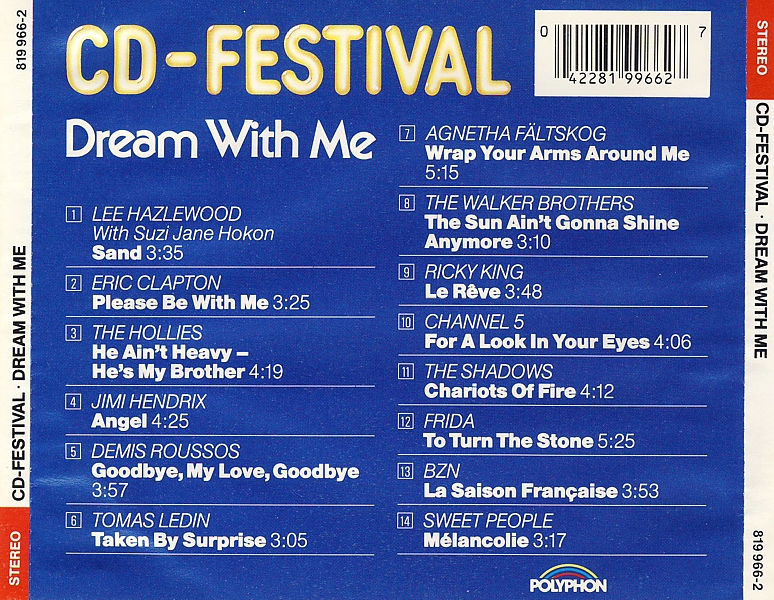 819 966-2
CD-FESTIVAL · DREAM WITH ME
STEREO
CD-FESTIVAL
0 42281 99662 7
Dream With Me
1 LEE HAZLEWOOD
With Suzi Jane Hokon
Sand 3:35
2 ERIC CLAPTON
Please Be With Me 3:25
3 THE HOLLIES
He Ain't Heavy –
He's My Brother 4:19
4 JIMI HENDRIX
Angel 4:25
5 DEMIS ROUSSOS
Goodbye, My Love, Goodbye
3:57
6 TOMAS LEDIN
Taken By Surprise 3:05
7 AGNETHA FÄLTSKOG
Wrap Your Arms Around Me
5:15
8 THE WALKER BROTHERS
The Sun Ain't Gonna Shine
Anymore 3:10
9 RICKY KING
Le Rêve 3:48
10 CHANNEL 5
For A Look In Your Eyes 4:06
11 THE SHADOWS
Chariots Of Fire 4:12
12 FRIDA
To Turn The Stone 5:25
13 BZN
La Saison Française 3:53
14 SWEET PEOPLE
Mélancolie 3:17
POLYPHON
STEREO
CD-FESTIVAL · DREAM WITH ME
819 966-2